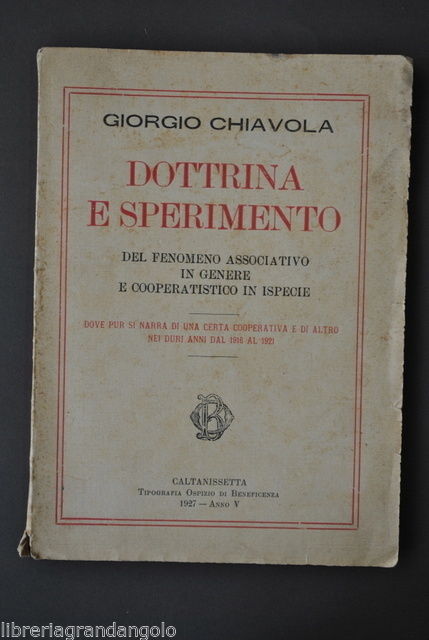 GIORGIO CHIAVOLA
DOTTRINA
E SPERIMENTO
DEL FENOMENO ASSOCIATIVO
IN GENERE
E COOPERATISTICO IN ISPECIE
DOVE PUR SI NARRA DI UNA CERTA COOPERATIVA E DI ALTRO
NEI DURI ANNI DAL 1916 AL 1921
CALTANISSETTA
TIPOGRAFIA OSPIZIO DI BENEFICENZA
1927 — ANNO V
libreriagrandangolo